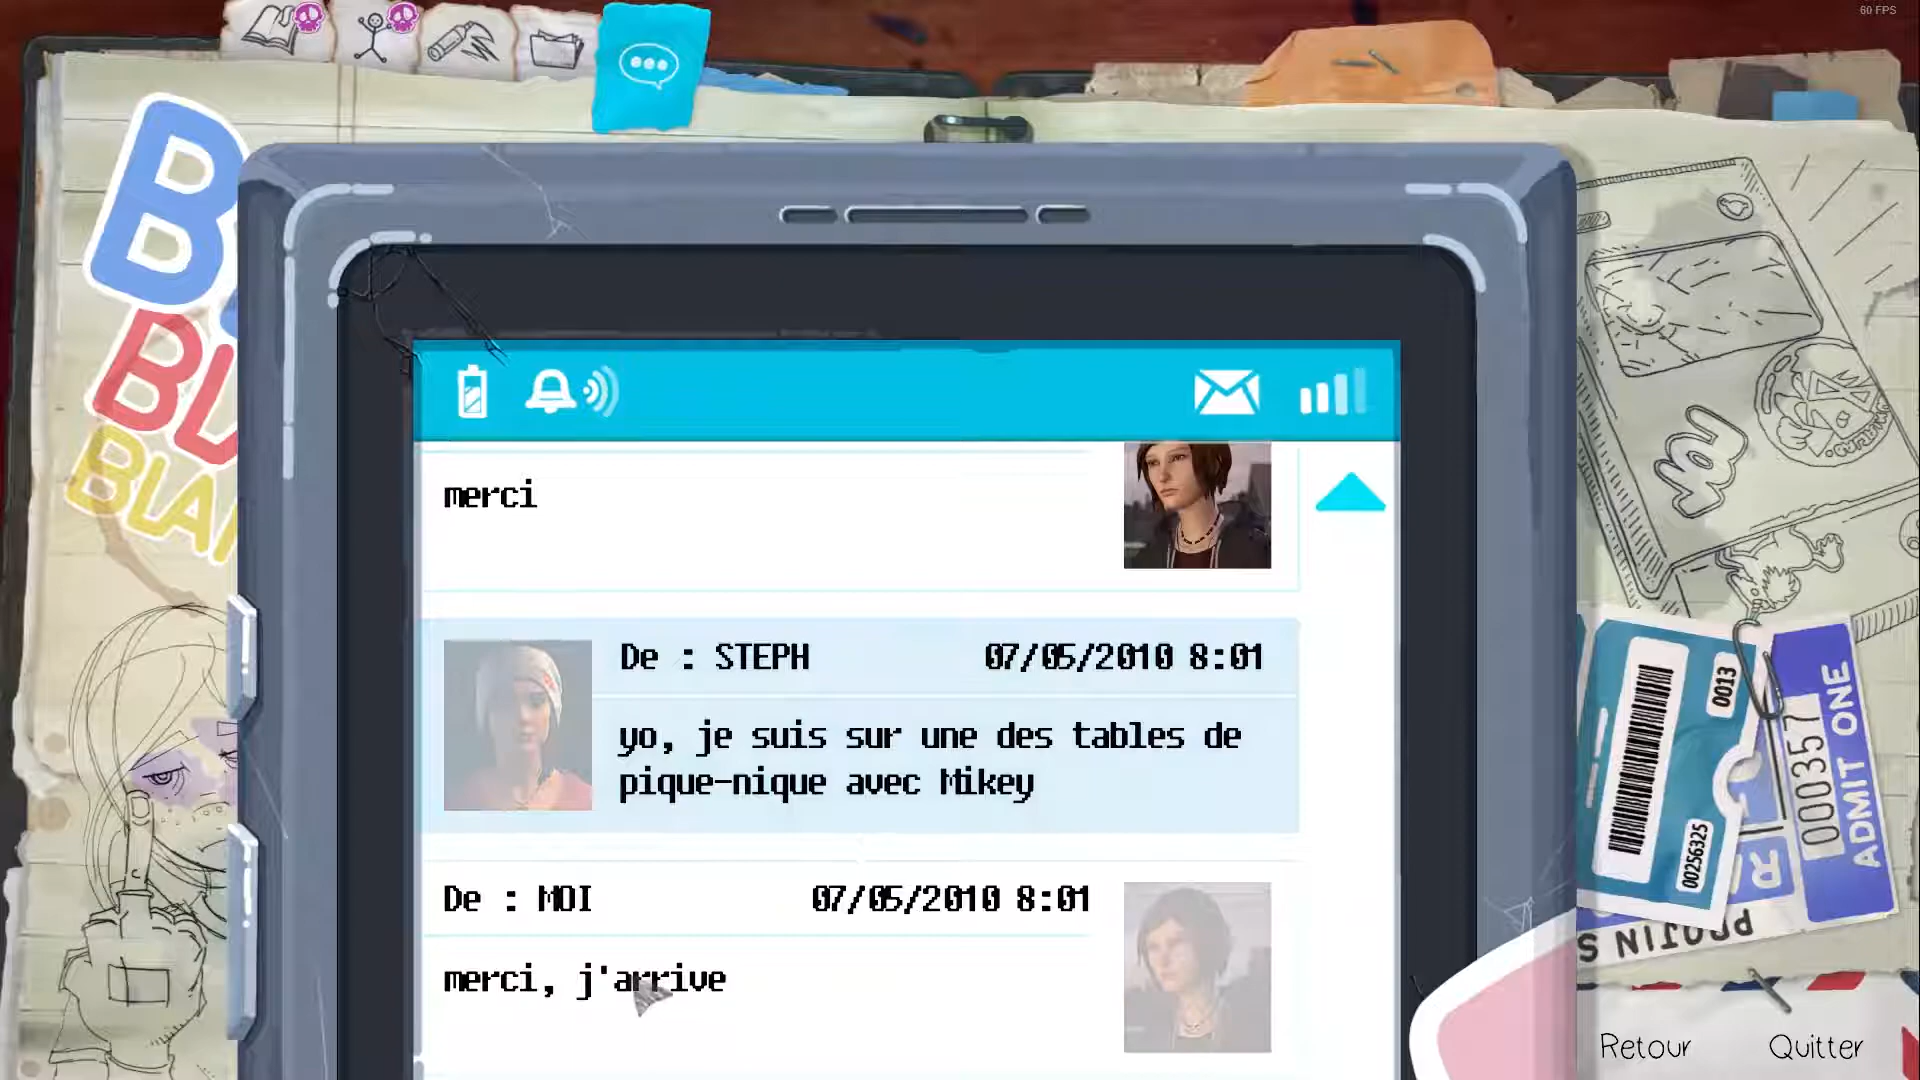 60 FPS
merci
De : STEPH 07/05/2010 8:01
yo, je suis sur une des tables de
pique-nique avec Mikey
De : MOI 07/05/2010 8:01
merci, j'arrive
0013
00256325
000357
ADMIT ONE
Retour
Quitter